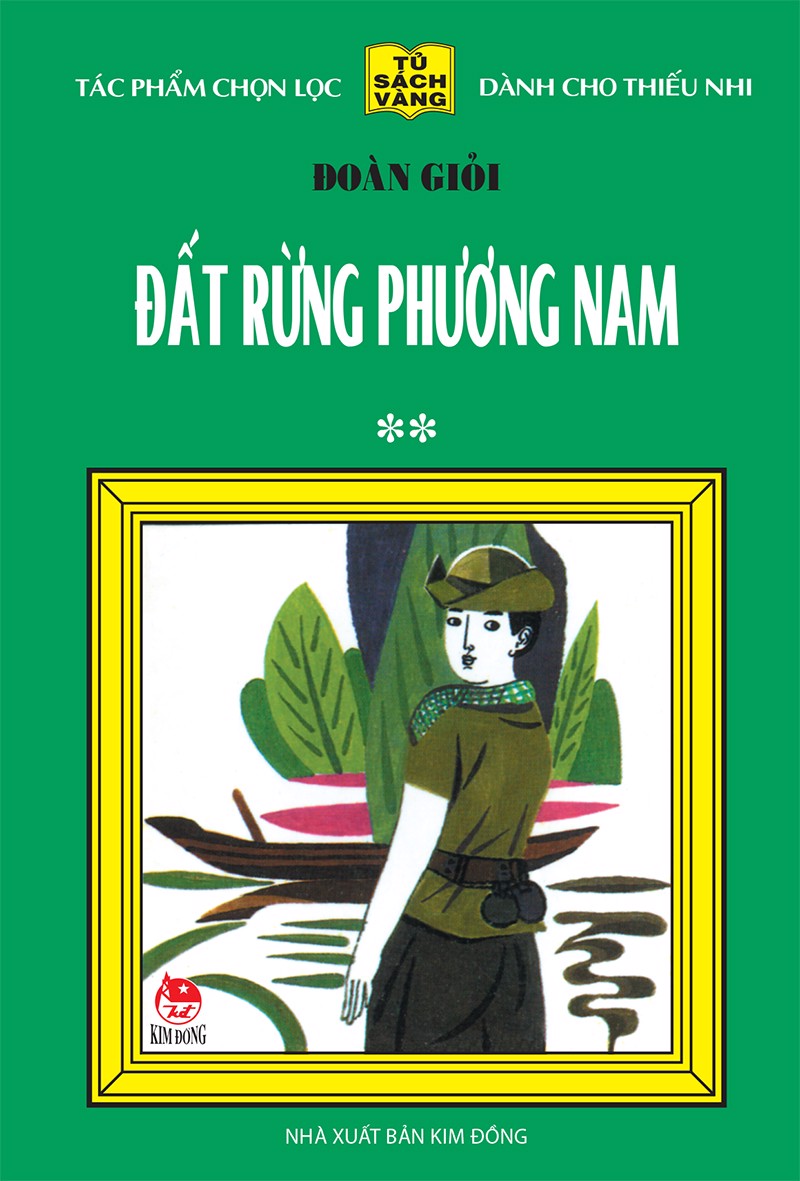 TÁC PHẨM CHỌN LỌC
TỦ
SÁCH
VÀNG
DÀNH CHO THIẾU NHI
ĐOÀN GIỎI
ĐẤT RỪNG PHƯƠNG NAM
**
kđ
KIM ĐỒNG
NHÀ XUẤT BẢN KIM ĐỒNG